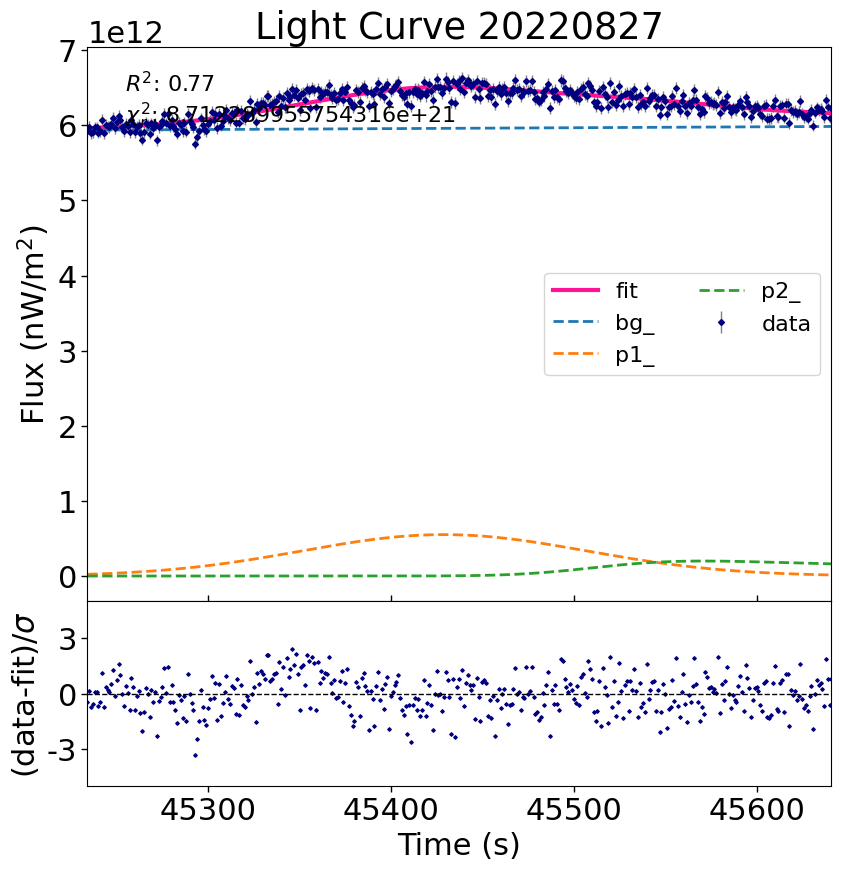 Light Curve 20220827
1e12
7
6
5
4
3
2
1
0
Flux (nW/m²)
R²: 0.77
fit
bg_
p1_
p2_
data
3
0
-3
(data-fit)/σ
45300 45400 45500 45600
Time (s)